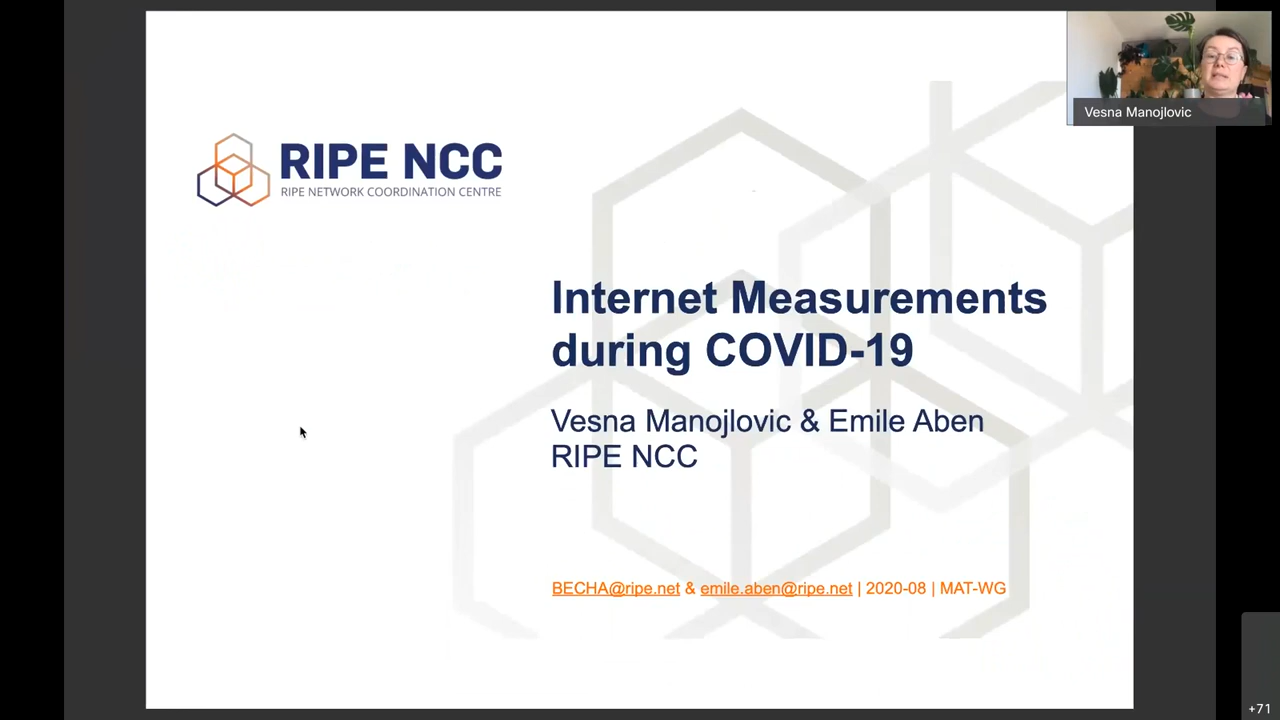 Vesna Manojlovic
RIPE NCC
RIPE NETWORK COORDINATION CENTRE
Internet Measurements
during COVID-19
Vesna Manojlovic & Emile Aben
RIPE NCC
BECHA@ripe.net & emile.aben@ripe.net | 2020-08 | MAT-WG
+71